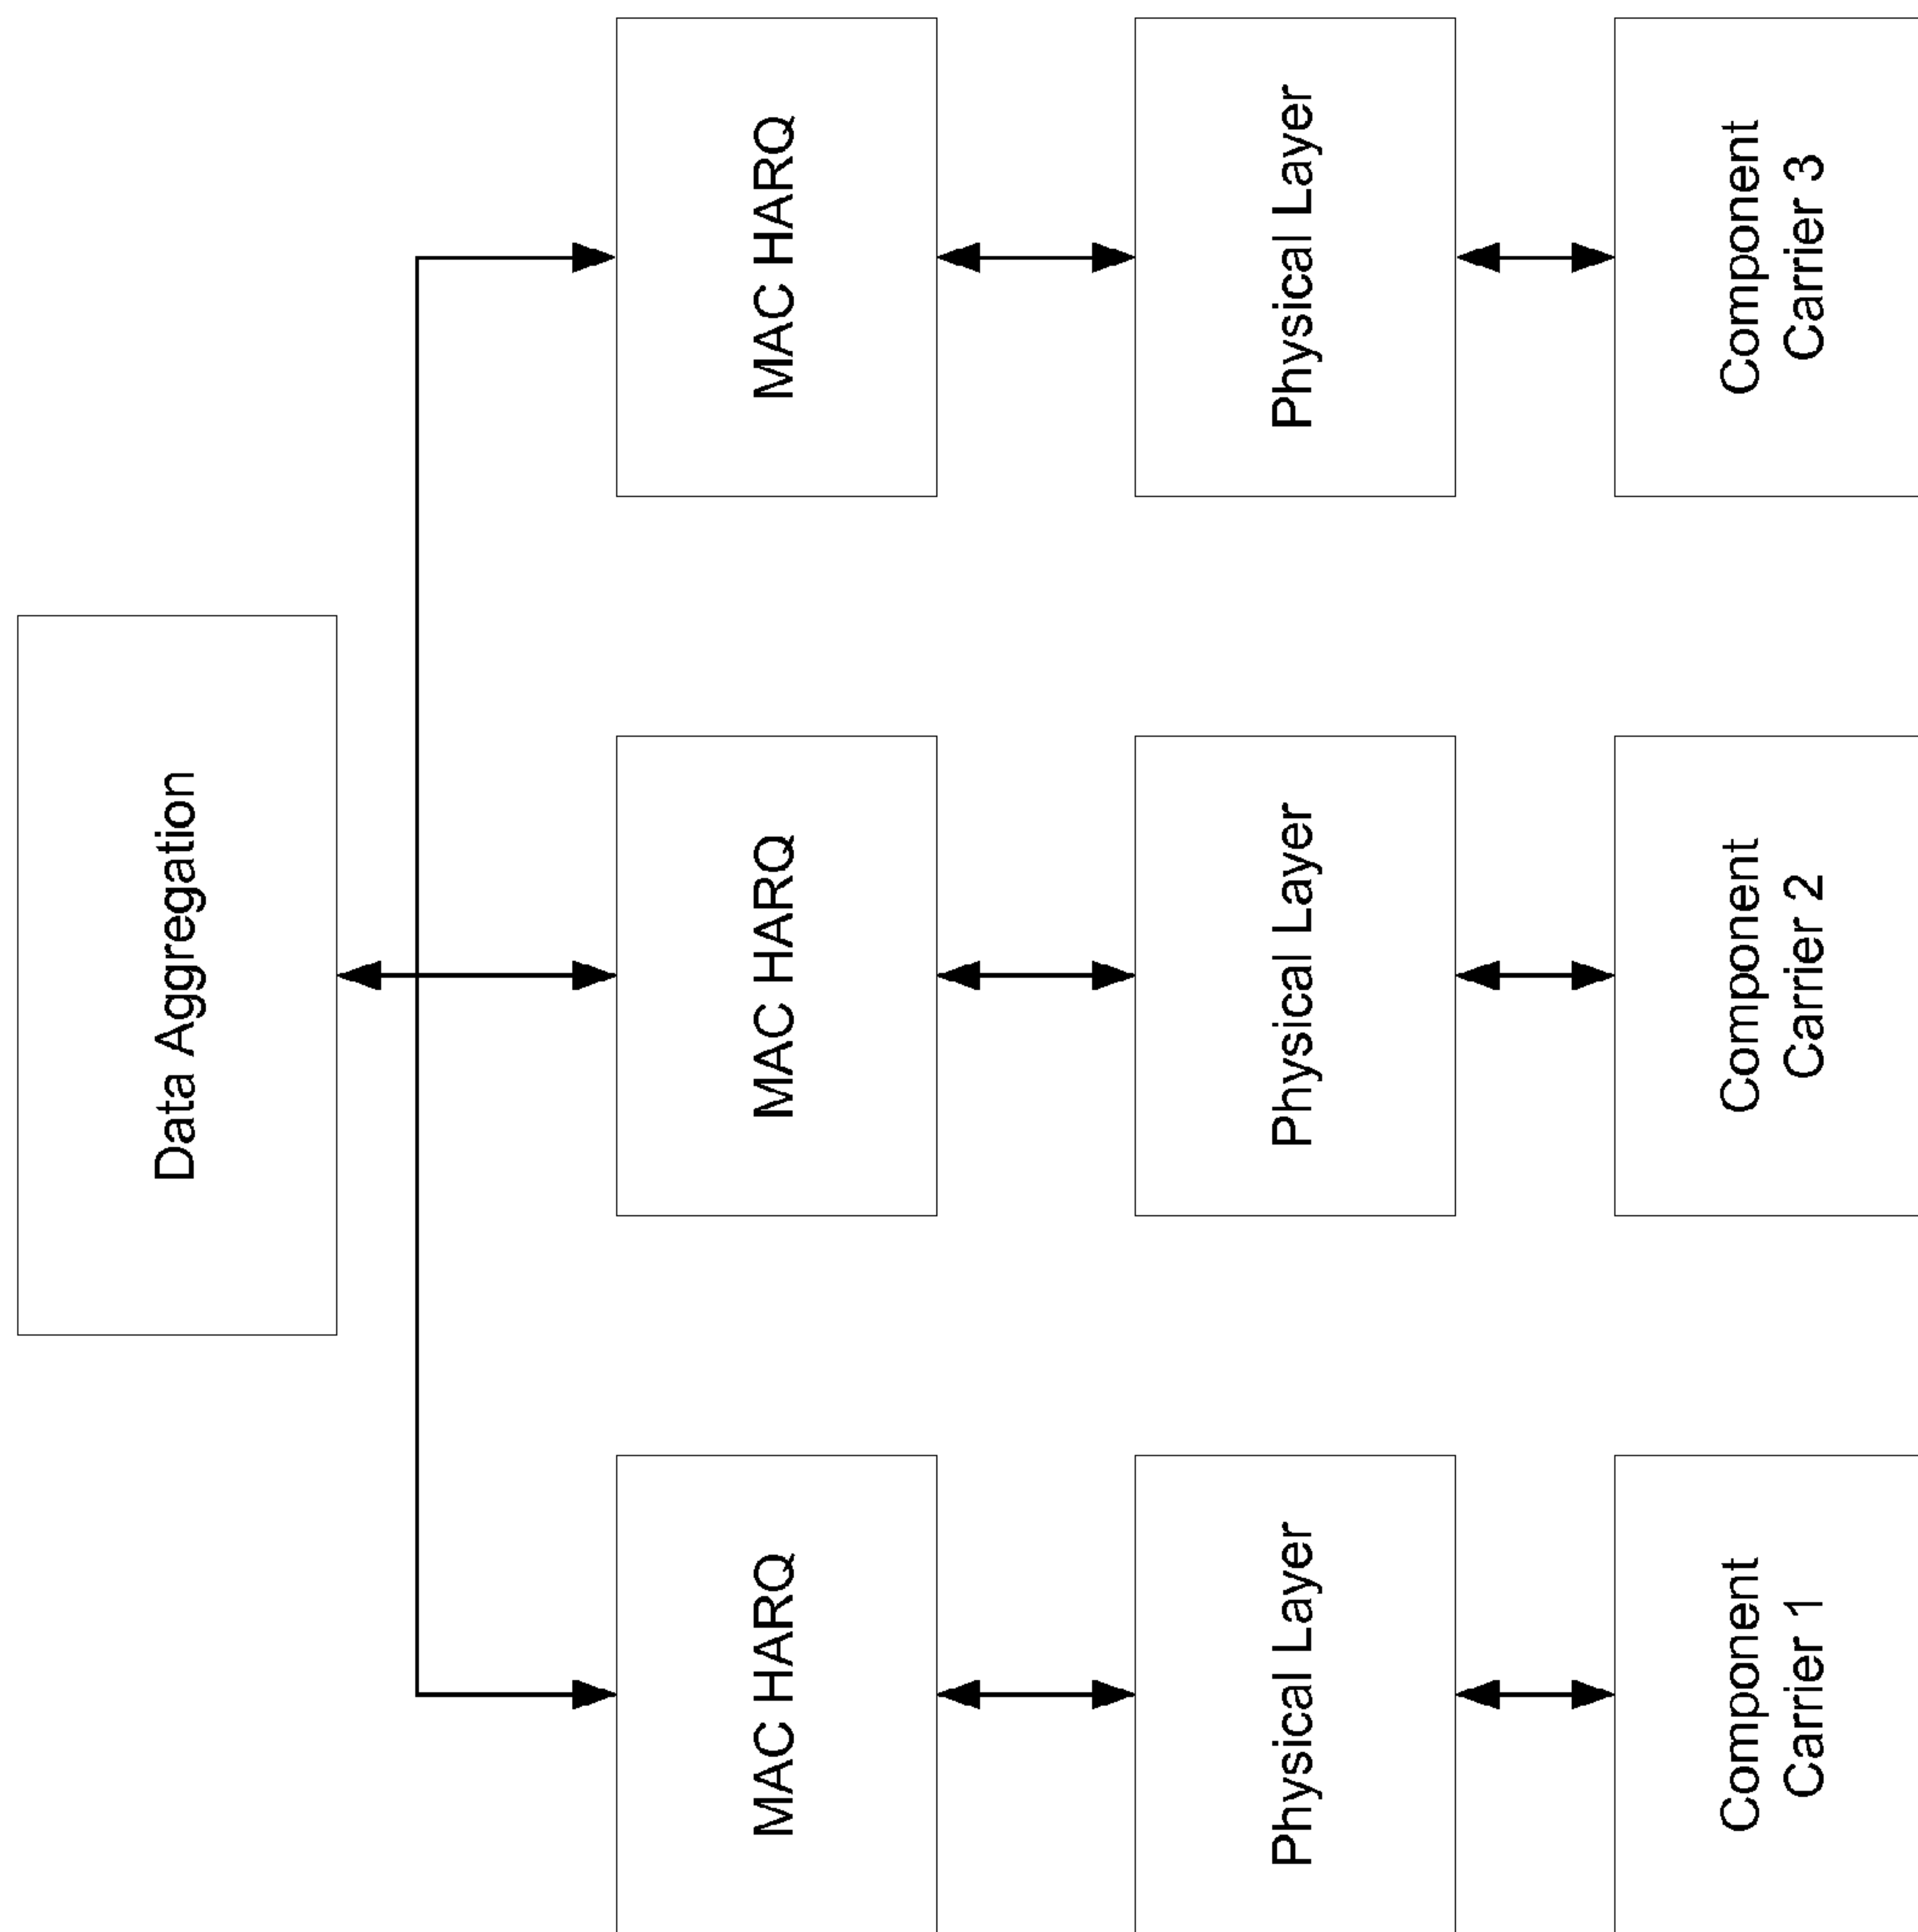 Data Aggregation
MAC HARQ
MAC HARQ
MAC HARQ
Physical Layer
Physical Layer
Physical Layer
Component
Carrier 1
Component
Carrier 2
Component
Carrier 3